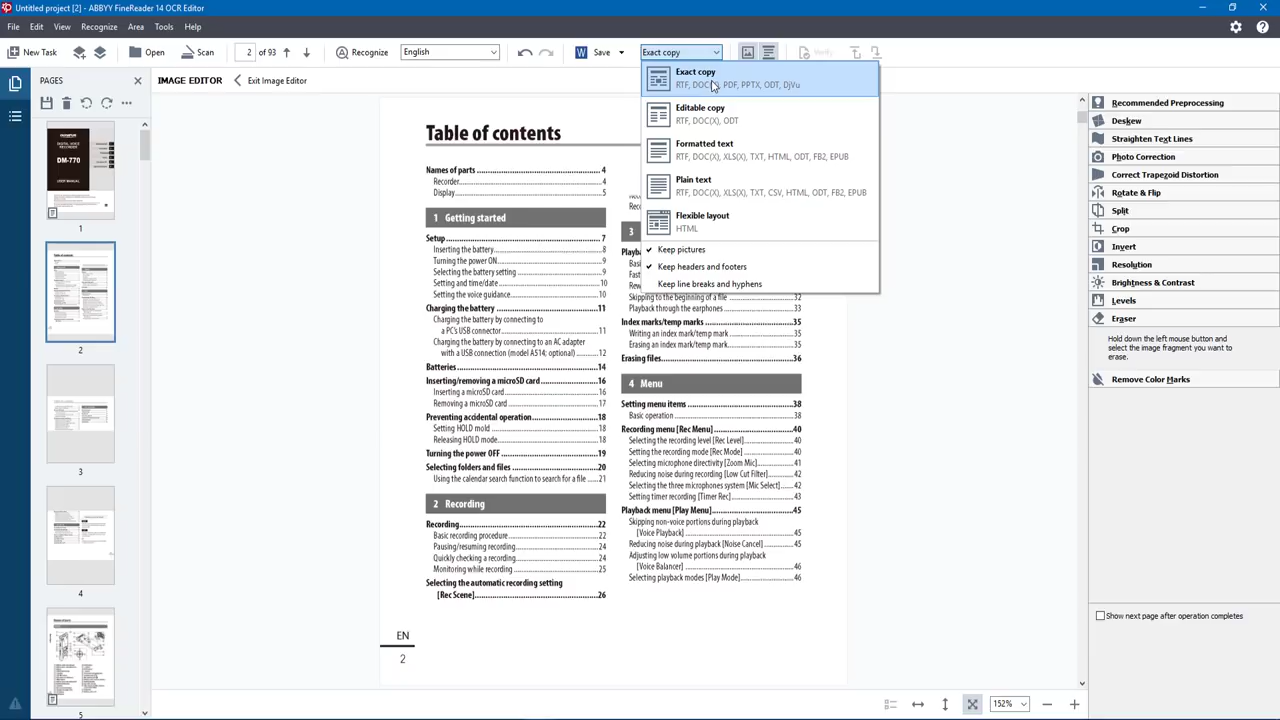 Untitled project [2] - ABBYY FineReader 14 OCR Editor
File Edit View Recognize Area Tools Help
New Task
Open
Scan
2 of 93
Recognize
English
Save
Exact copy
Verify
PAGES
IMAGE EDITOR
Exit Image Editor
OLYMPUS
DIGITAL VOICE
RECORDER
DM-770
USER MANUAL
1
2
3
4
5
Table of contents
Names of parts 4
Recorder 4
Display 5
1 Getting started
Setup 7
Inserting the battery 8
Turning the power ON 9
Selecting the battery setting 9
Setting and time/date 10
Setting the voice guidance 10
Charging the battery 11
Charging the battery by connecting to
a PC's USB connector 11
Charging the battery by connecting to an AC adapter
with a USB connection (model A514; optional) 12
Batteries 14
Inserting/removing a microSD card 16
Inserting a microSD card 16
Removing a microSD card 17
Preventing accidental operation 18
Setting HOLD mold 18
Releasing HOLD mode 18
Turning the power OFF 19
Selecting folders and files 20
Using the calendar search function to search for a file 21
2 Recording
Recording 22
Basic recording procedure 22
Pausing/resuming recording 24
Quickly checking a recording 24
Monitoring while recording 25
Selecting the automatic recording setting
[Rec Scene] 26
EN
2
3
Skipping to the beginning of a file 32
Playback through the earphones 33
Index marks/temp marks 35
Writing an index mark/temp mark 35
Erasing an index mark/temp mark 35
Erasing files 36
4 Menu
Setting menu items 38
Basic operation 38
Recording menu [Rec Menu] 40
Selecting the recording level [Rec Level] 40
Setting the recording mode [Rec Mode] 40
Selecting microphone directivity [Zoom Mic] 41
Reducing noise during recording [Low Cut Filter] 42
Selecting the three microphones system [Mic Select] 42
Setting timer recording [Timer Rec] 43
Playback menu [Play Menu] 45
Skipping non-voice portions during playback
[Voice Playback] 45
Reducing noise during playback [Noise Cancel] 45
Adjusting low volume portions during playback
[Voice Balancer] 46
Selecting playback modes [Play Mode] 46
Exact copy
RTF, DOC(X), PDF, PPTX, ODT, DjVu
Editable copy
RTF, DOC(X), ODT
Formatted text
RTF, DOC(X), XLS(X), TXT, HTML, ODT, FB2, EPUB
Plain text
RTF, DOC(X), XLS(X), TXT, CSV, HTML, ODT, FB2, EPUB
Flexible layout
HTML
Keep pictures
Keep headers and footers
Keep line breaks and hyphens
Recommended Preprocessing
Deskew
Straighten Text Lines
Photo Correction
Correct Trapezoid Distortion
Rotate & Flip
Split
Crop
Invert
Resolution
Brightness & Contrast
Levels
Eraser
Hold down the left mouse button and
select the image fragment you want to
erase.
Remove Color Marks
Show next page after operation completes
152%